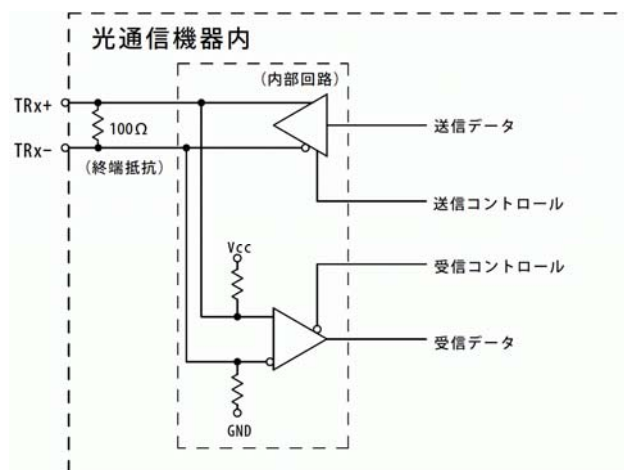 光通信機器内
(内部回路)
TRx+
100Ω
送信データ
TRx-
(終端抵抗)
送信コントロール
Vcc
受信コントロール
受信データ
GND